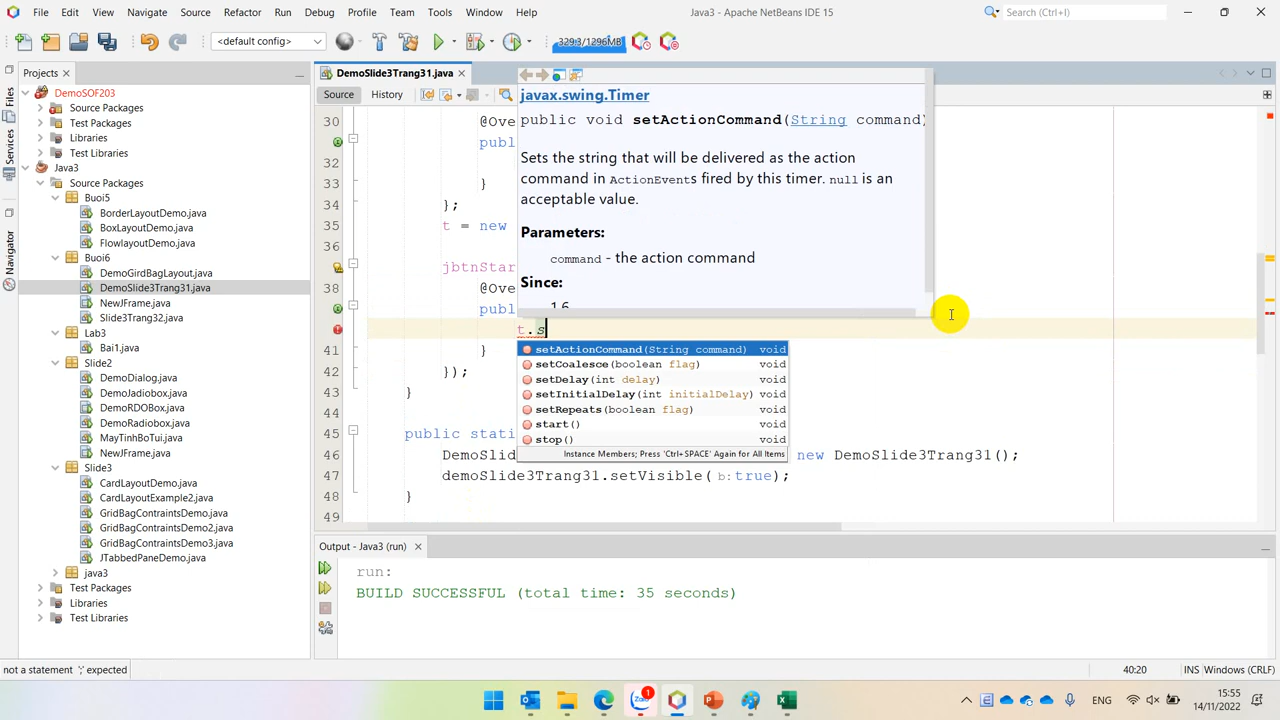 File Edit View Navigate Source Refactor Run Debug Profile Team Tools Window Help
Java3 - Apache NetBeans IDE 15
Search (Ctrl+I)
<default config>
329.3/1296MB
Projects
DemoSOF203
Source Packages
Test Packages
Libraries
Test Libraries
Java3
Source Packages
Buoi5
BorderLayoutDemo.java
BoxLayoutDemo.java
FlowlayoutDemo.java
Buoi6
DemoGirdBagLayout.java
DemoSlide3Trang31.java
NewJFrame.java
Slide3Trang32.java
Lab3
Bai1.java
Slide2
DemoDialog.java
DemoJadiobox.java
DemoRDOBox.java
DemoRadiobox.java
MayTinhBoTui.java
NewJFrame.java
Slide3
CardLayoutDemo.java
CardLayoutExample2.java
GridBagContraintsDemo.java
GridBagContraintsDemo2.java
GridBagContraintsDemo3.java
JTabbedPaneDemo.java
java3
Test Packages
Libraries
Test Libraries
Files
Services
Navigator
DemoSlide3Trang31.java
Source History
30 @Ove
publ
32
33 }
34 };
35 t = new
36
jbtnStar
38 @Ove
publ
t.s
41 }
42 });
43 }
44
45 public stati
46 DemoSlid new DemoSlide3Trang31();
47 demoSlide3Trang31.setVisible( b:true);
48 }
49
javax.swing.Timer
public void setActionCommand(String command)
Sets the string that will be delivered as the action
command in ActionEvents fired by this timer. null is an
acceptable value.
Parameters:
command - the action command
Since:
1.6
setActionCommand(String command) void
setCoalesce(boolean flag) void
setDelay(int delay) void
setInitialDelay(int initialDelay) void
setRepeats(boolean flag) void
start() void
stop() void
Instance Members; Press 'Ctrl+SPACE' Again for All Items
Output - Java3 (run)
run:
BUILD SUCCESSFUL (total time: 35 seconds)
not a statement ';' expected
40:20
INS Windows (CRLF)
Zalo
1
ENG
15:55
14/11/2022